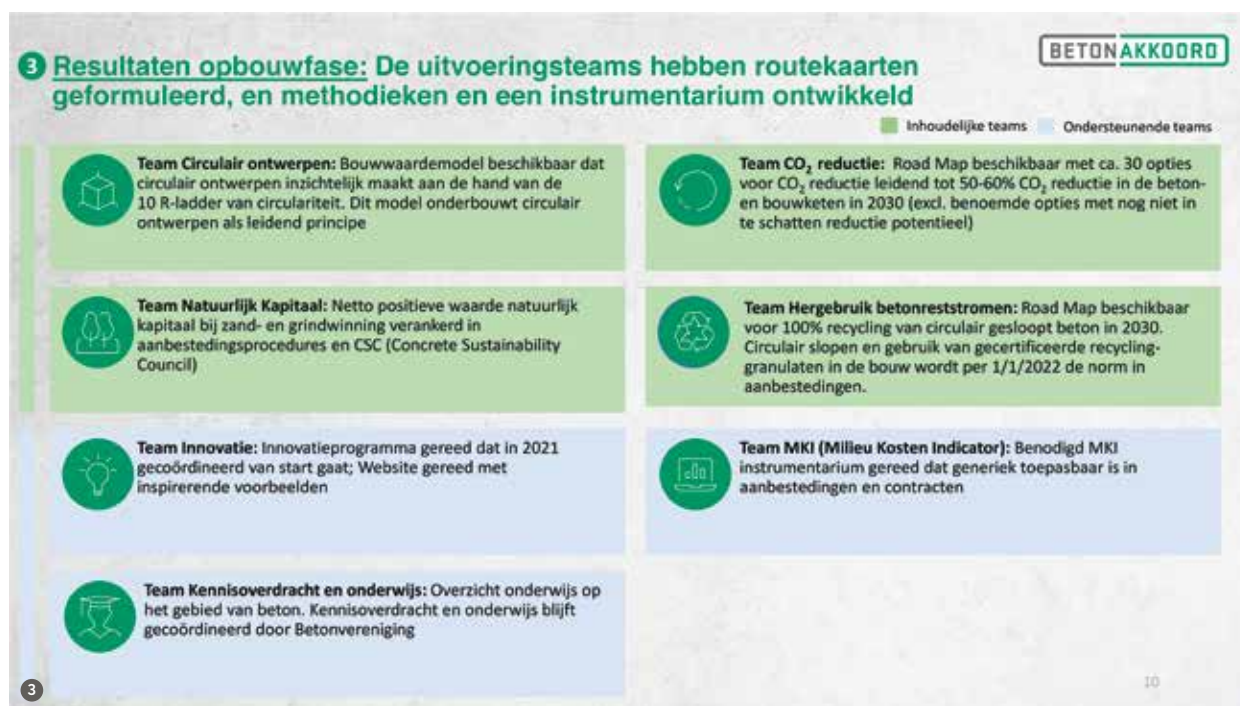 BETONAKKOORD
3 Resultaten opbouwfase: De uitvoeringsteams hebben routekaarten
geformuleerd, en methodieken en een instrumentarium ontwikkeld
Inhoudelijke teams
Ondersteunende teams
Team Circulair ontwerpen: Bouwwaardemodel beschikbaar dat
circulair ontwerpen inzichtelijk maakt aan de hand van de
10 R-ladder van circulariteit. Dit model onderbouwt circulair
ontwerpen als leidend principe
Team CO₂ reductie: Road Map beschikbaar met ca. 30 opties
voor CO₂ reductie leidend tot 50-60% CO₂ reductie in de beton-
en bouwketen in 2030 (excl. benoemde opties met nog niet in
te schatten reductie potentieel)
Team Natuurlijk Kapitaal: Netto positieve waarde natuurlijk
kapitaal bij zand- en grindwinning verankerd in
aanbestedingsprocedures en CSC (Concrete Sustainability
Council)
Team Hergebruik betonreststromen: Road Map beschikbaar
voor 100% recycling van circulair gesloopt beton in 2030.
Circulair slopen en gebruik van gecertificeerde recycling-
granulaten in de bouw wordt per 1/1/2022 de norm in
aanbestedingen.
Team Innovatie: Innovatieprogramma gereed dat in 2021
gecoördineerd van start gaat; Website gereed met
inspirerende voorbeelden
Team MKI (Milieu Kosten Indicator): Benodigd MKI
instrumentarium gereed dat generiek toepasbaar is in
aanbestedingen en contracten
Team Kennisoverdracht en onderwijs: Overzicht onderwijs op
het gebied van beton. Kennisoverdracht en onderwijs blijft
gecoördineerd door Betonvereniging
3
10